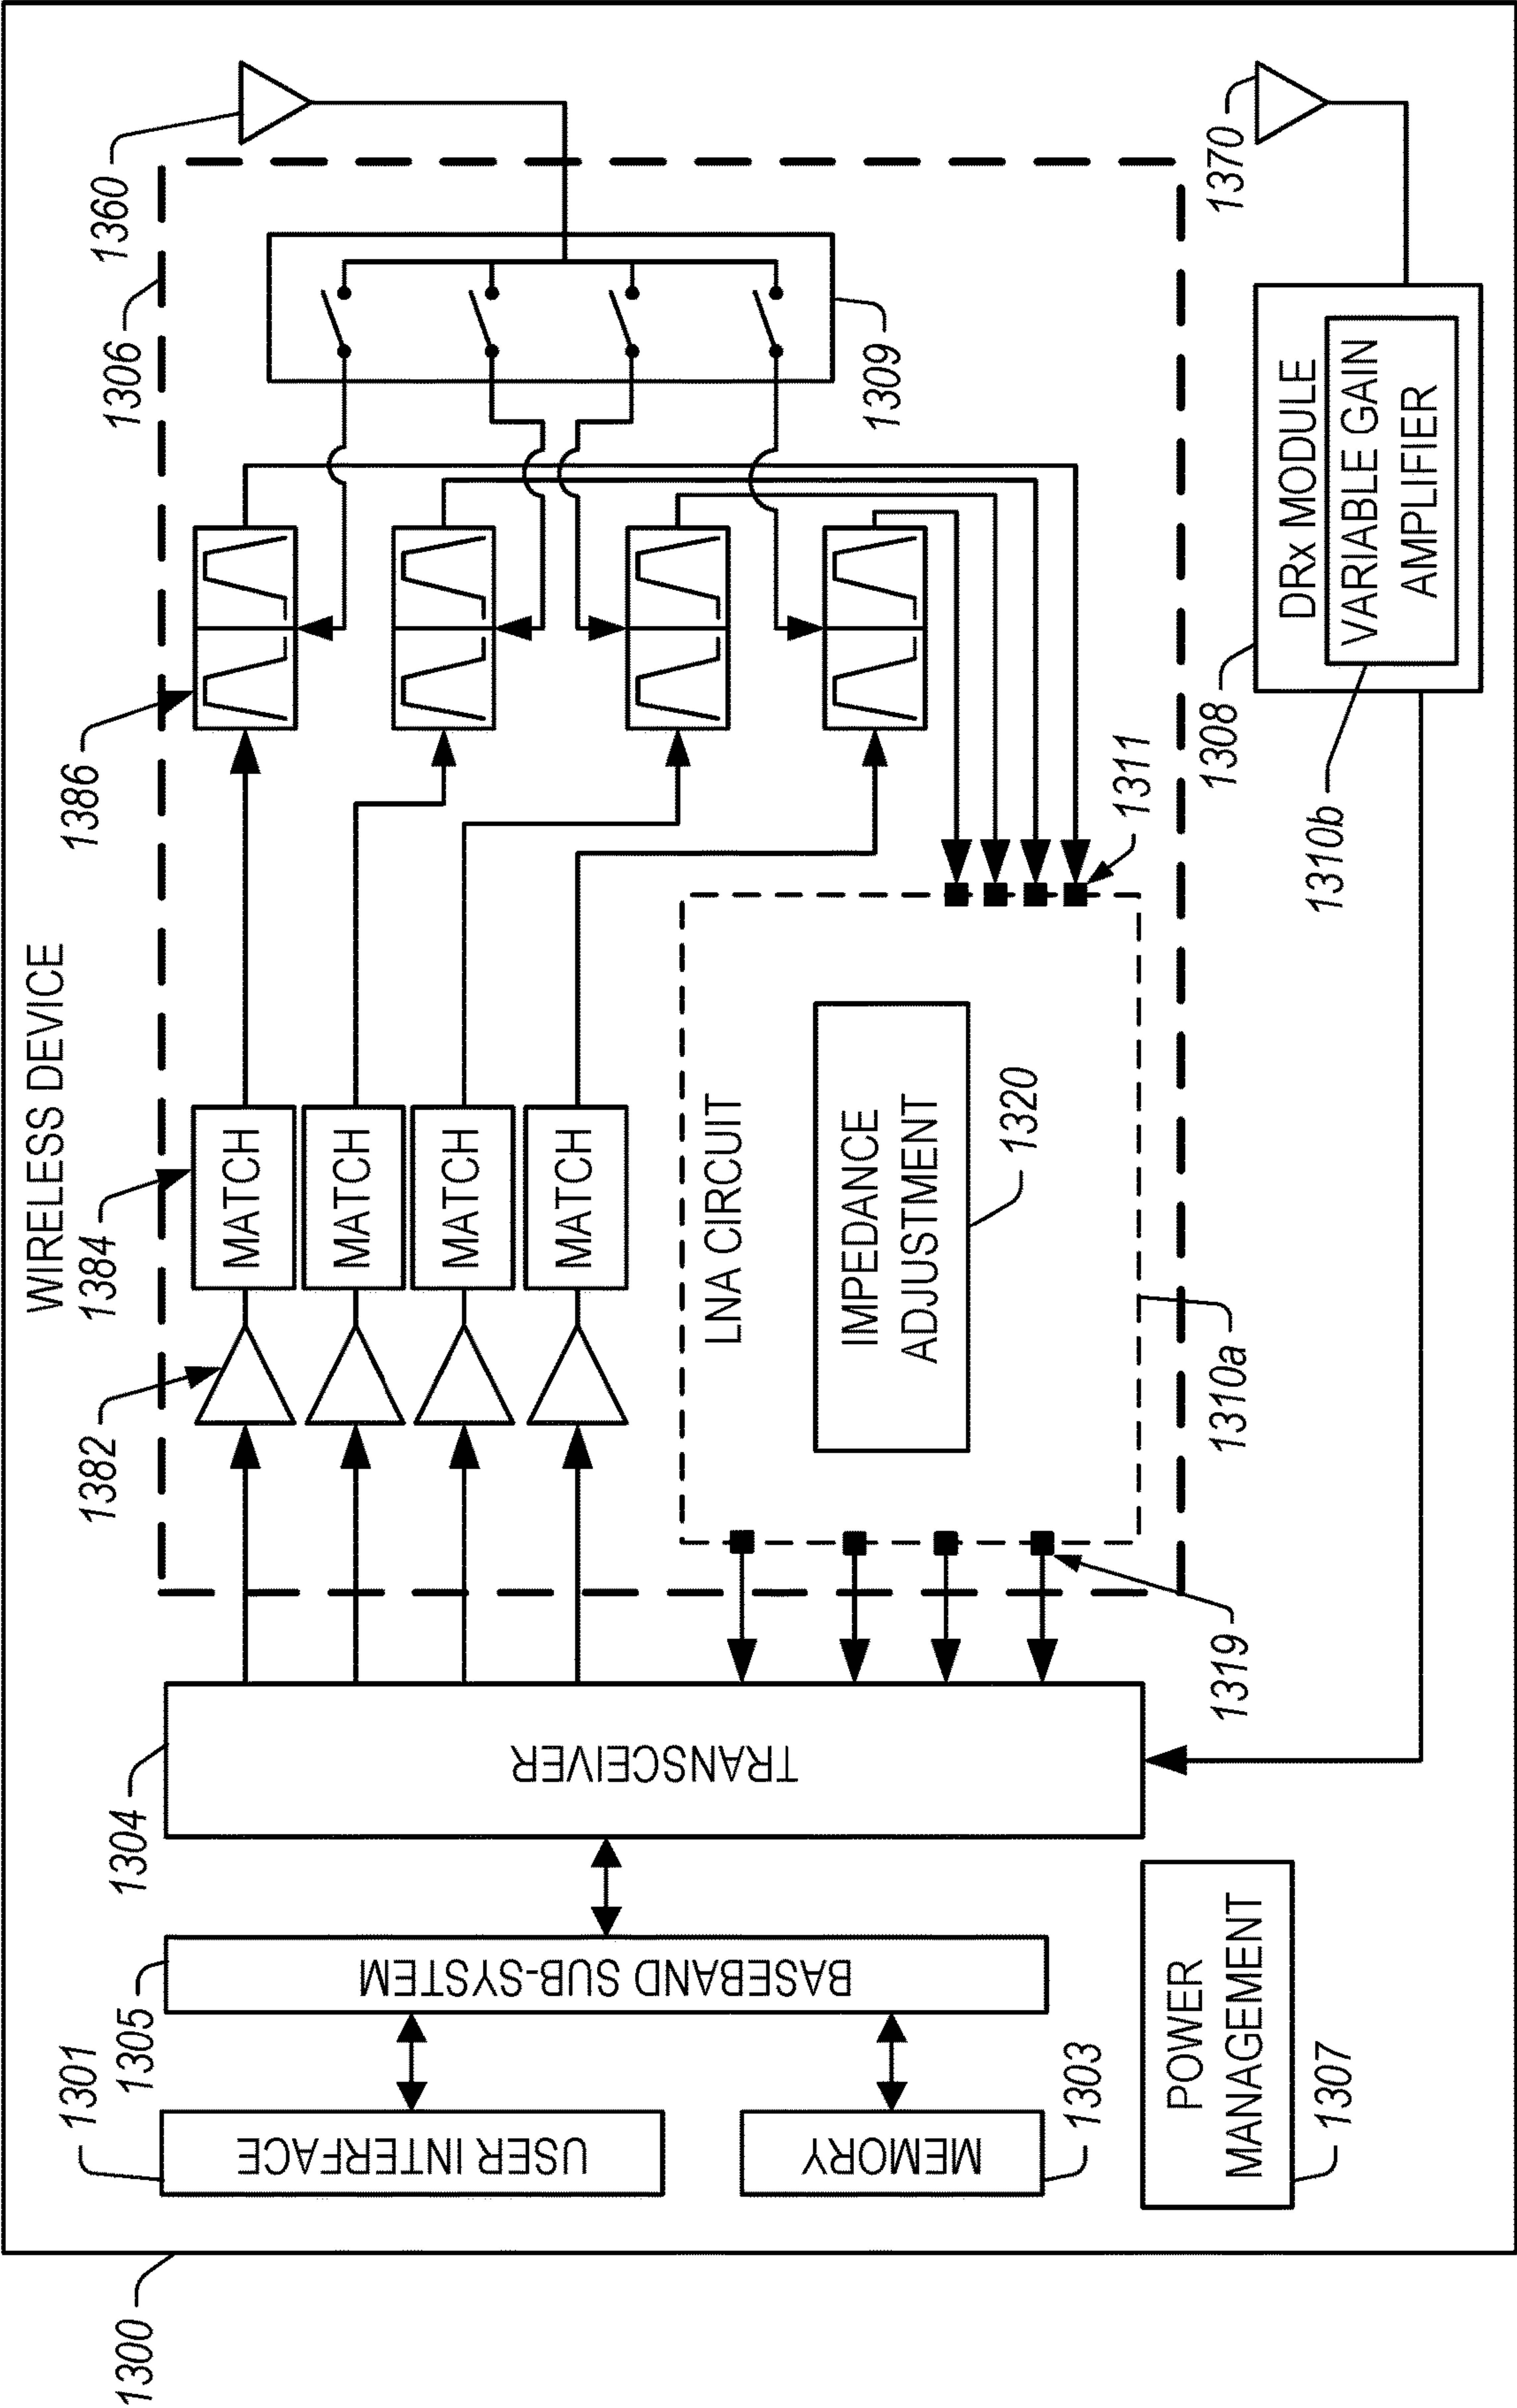 WIRELESS DEVICE
1300
1301
USER INTERFACE
1303
MEMORY
1305
BASEBAND SUB-SYSTEM
1304
TRANSCEIVER
1307
POWER
MANAGEMENT
1382
1384
MATCH
MATCH
MATCH
MATCH
1386
1306
1360
1309
LNA CIRCUIT
IMPEDANCE
ADJUSTMENT
1320
1311
1319
1310a
1308
DRx MODULE
VARIABLE GAIN
AMPLIFIER
1310b
1370